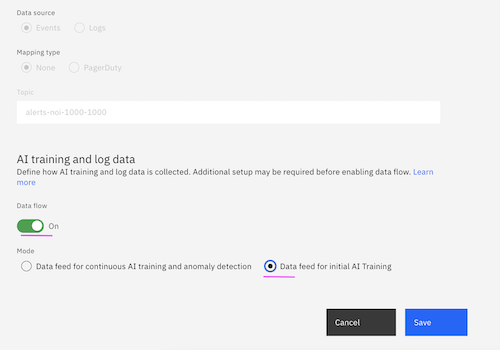 Data source
Events Logs
Mapping type
None PagerDuty
Topic
alerts-noi-1000-1000
AI training and log data
Define how AI training and log data is collected. Additional setup may be required before enabling data flow. Learn
more
Data flow
On
Mode
Data feed for continuous AI training and anomaly detection Data feed for initial AI Training
Cancel Save